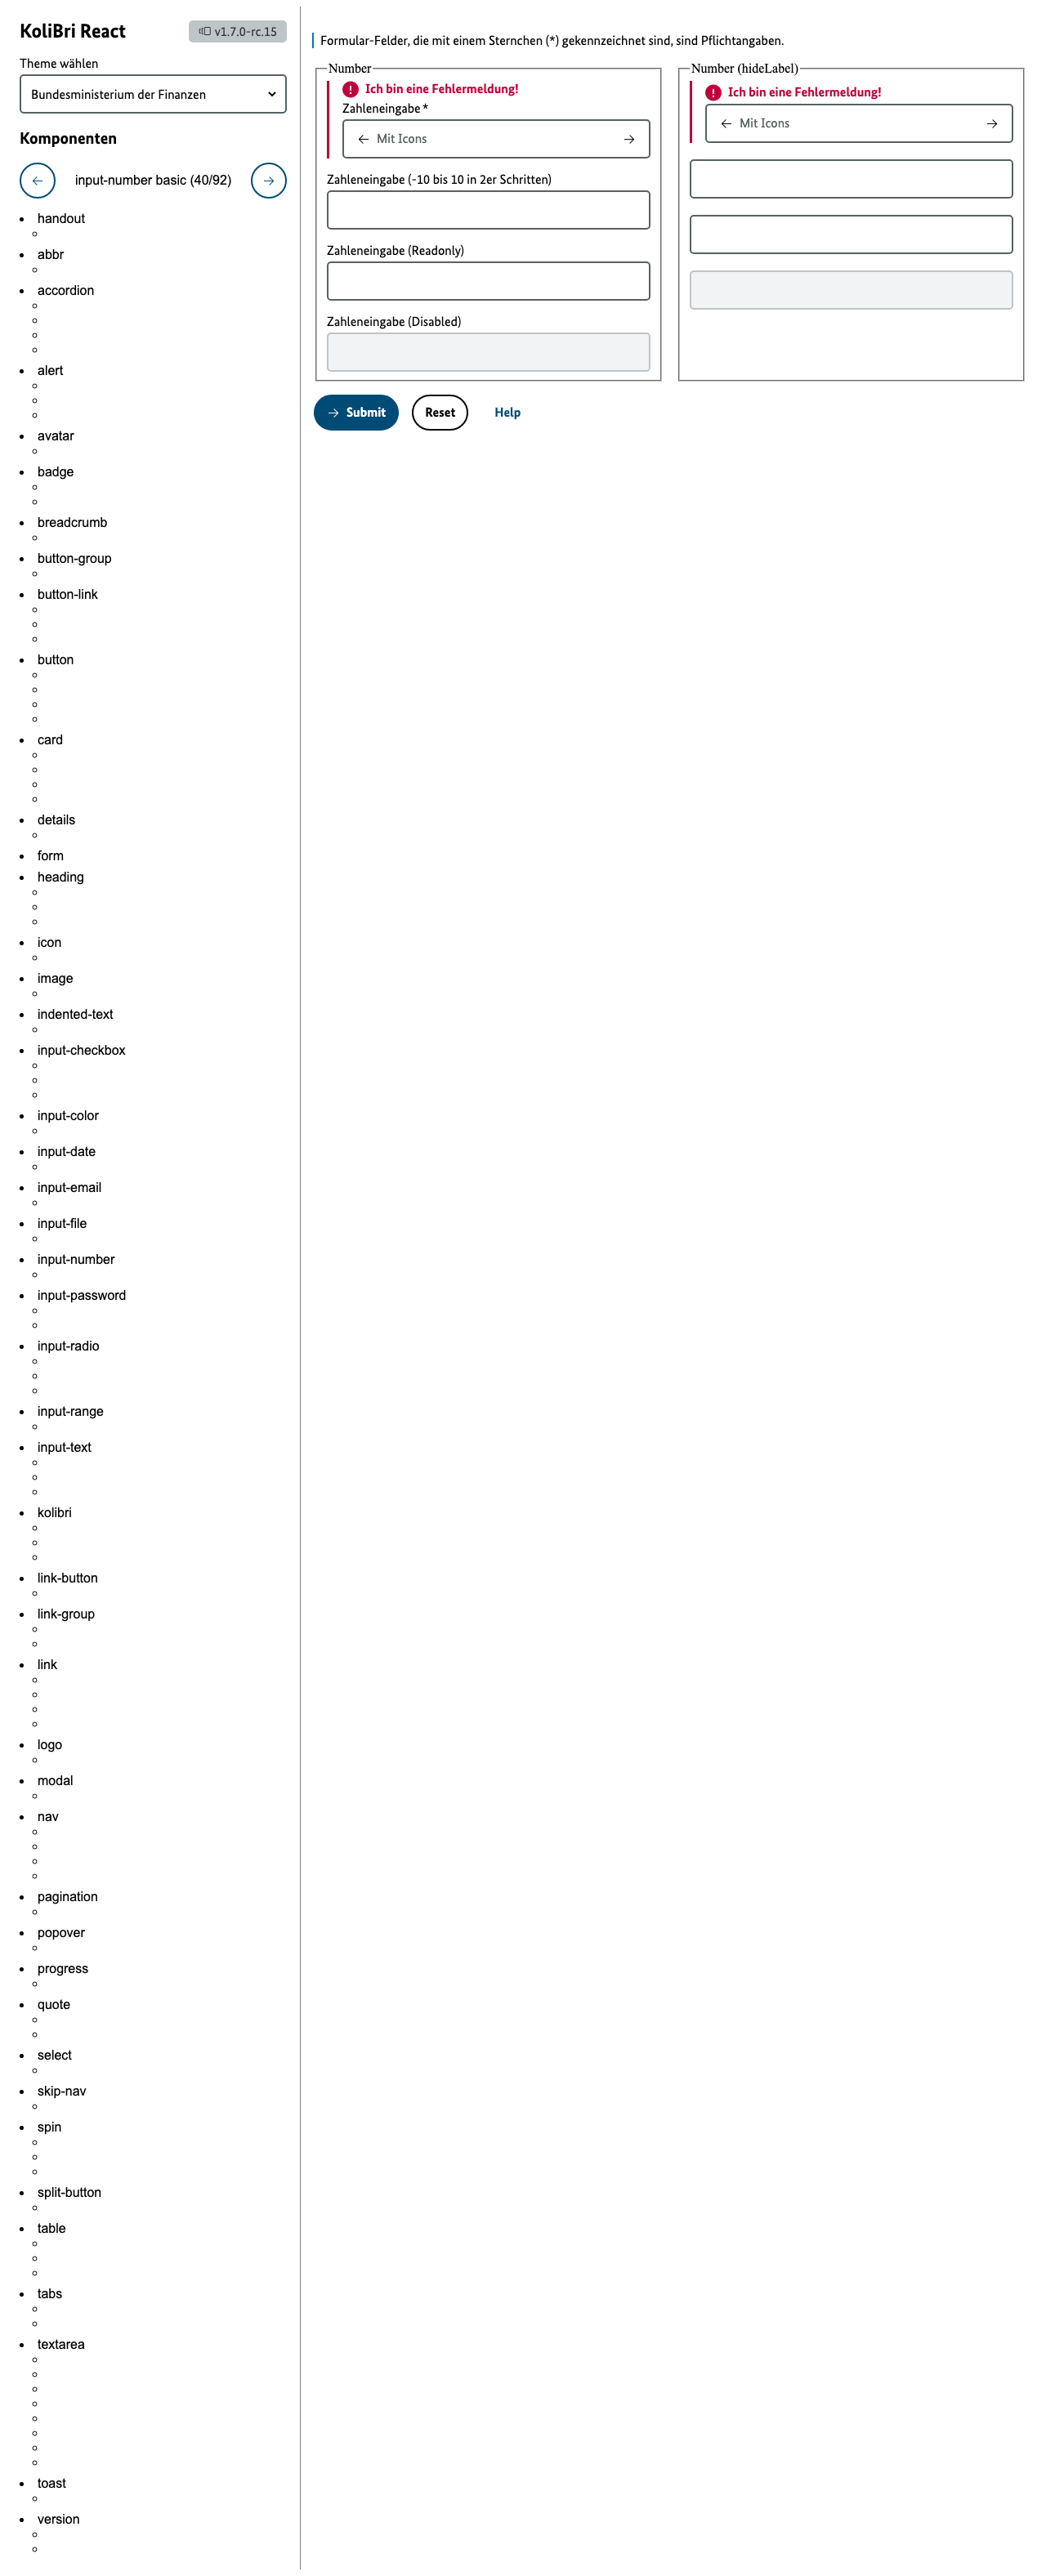 KoliBri React
v1.7.0-rc.15
Theme wählen
Bundesministerium der Finanzen
Komponenten
input-number basic (40/92)
handout
abbr
accordion
alert
avatar
badge
breadcrumb
button-group
button-link
button
card
details
form
heading
icon
image
indented-text
input-checkbox
input-color
input-date
input-email
input-file
input-number
input-password
input-radio
input-range
input-text
kolibri
link-button
link-group
link
logo
modal
nav
pagination
popover
progress
quote
select
skip-nav
spin
split-button
table
tabs
textarea
toast
version
Formular-Felder, die mit einem Sternchen (*) gekennzeichnet sind, sind Pflichtangaben.
Number
Ich bin eine Fehlermeldung!
Zahleneingabe *
Mit Icons
Zahleneingabe (-10 bis 10 in 2er Schritten)
Zahleneingabe (Readonly)
Zahleneingabe (Disabled)
Number (hideLabel)
Ich bin eine Fehlermeldung!
Mit Icons
Submit
Reset
Help